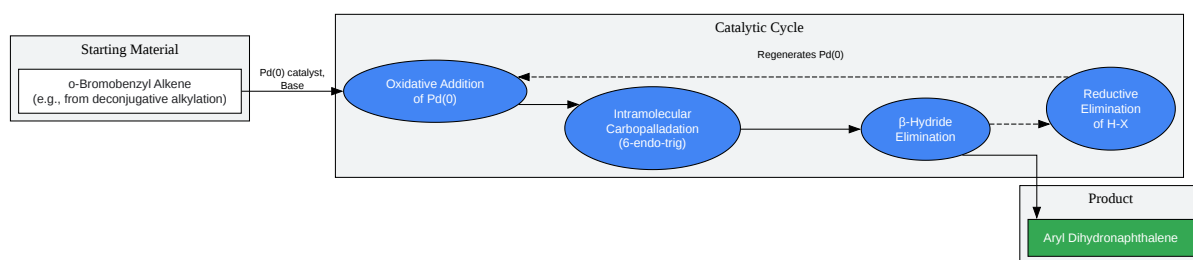 Starting Material
o-Bromobenzyl Alkene
(e.g., from deconjugative alkylation)
Pd(0) catalyst,
Base
Catalytic Cycle
Regenerates Pd(0)
Oxidative Addition
of Pd(0)
Intramolecular
Carbopalladation
(6-endo-trig)
β-Hydride
Elimination
Reductive
Elimination
of H-X
Product
Aryl Dihydronaphthalene